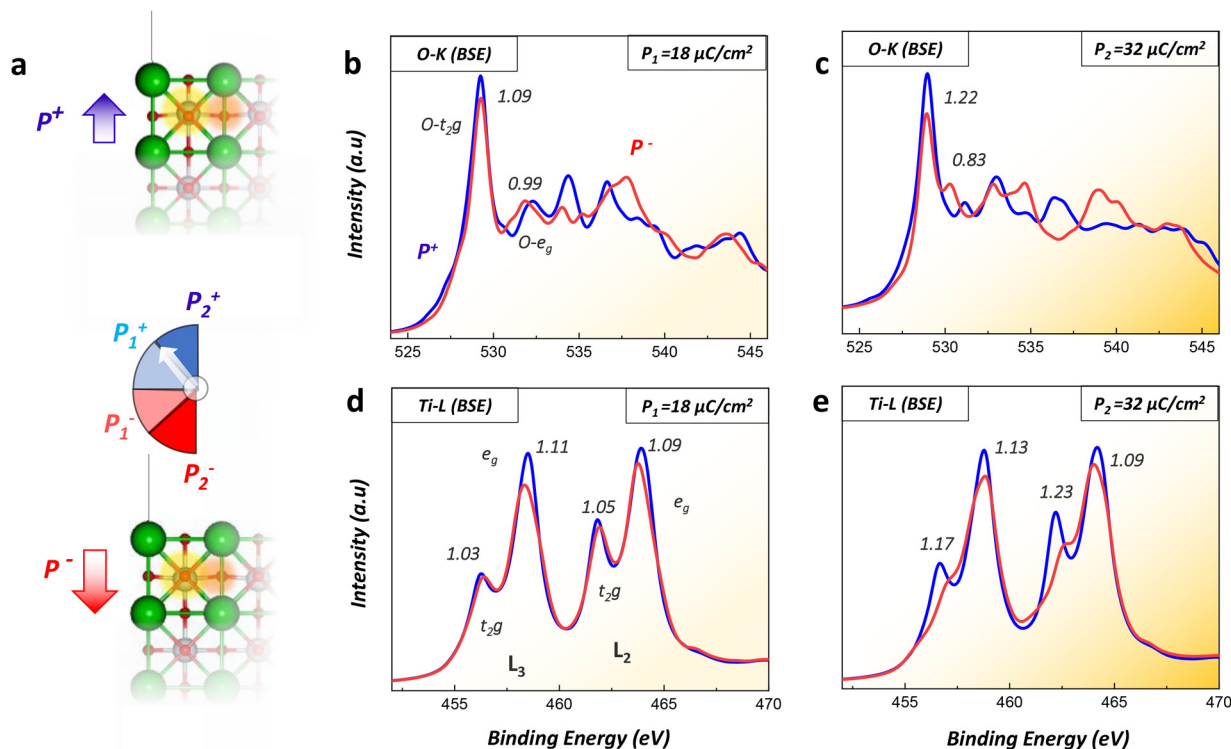 a
P⁺
P₂⁺
P₁⁺
P₁⁻
P₂⁻
P⁻
b
O-K (BSE)
P₁=18 μC/cm²
1.09
O-t₂g
P⁻
0.99
P⁺
O-e_g
Intensity (a.u)
525 530 535 540 545
c
O-K (BSE)
P₂=32 μC/cm²
1.22
0.83
525 530 535 540 545
d
Ti-L (BSE)
P₁=18 μC/cm²
e_g
1.11
1.09
1.05
e_g
1.03
t₂g
t₂g
L₃
L₂
Intensity (a.u)
455 460 465 470
Binding Energy (eV)
e
Ti-L (BSE)
P₂=32 μC/cm²
1.13
1.09
1.23
1.17
455 460 465 470
Binding Energy (eV)